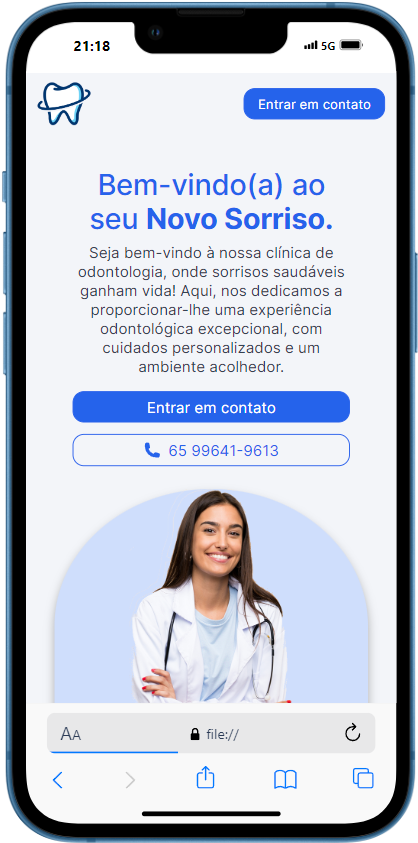 21:18
5G
Entrar em contato
Bem-vindo(a) ao
seu Novo Sorriso.
Seja bem-vindo à nossa clínica de
odontologia, onde sorrisos saudáveis
ganham vida! Aqui, nos dedicamos a
proporcionar-lhe uma experiência
odontológica excepcional, com
cuidados personalizados e um
ambiente acolhedor.
Entrar em contato
65 99641-9613
AA
file://